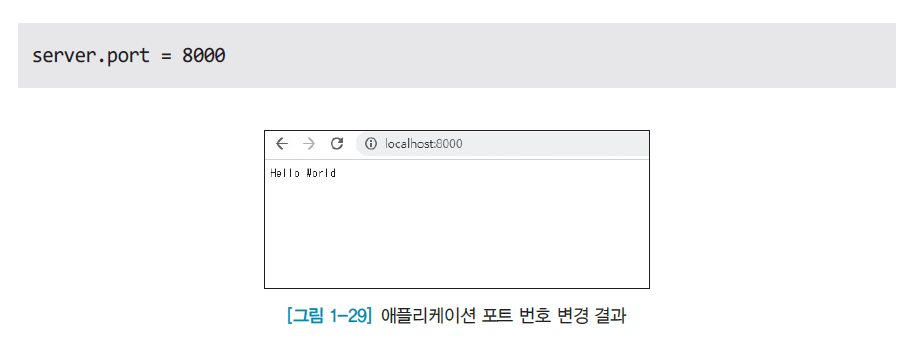 server.port = 8000
localhost:8000
Hello World
[그림 1-29] 애플리케이션 포트 번호 변경 결과